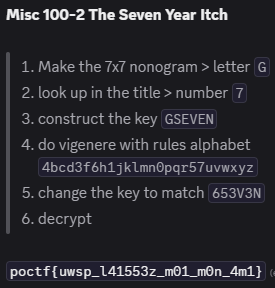 Misc 100-2 The Seven Year Itch
1. Make the 7x7 nonogram > letter G
2. look up in the title > number 7
3. construct the key GSEVEN
4. do vigenere with rules alphabet
4bcd3f6h1jklmn0pqr57uvwxyz
5. change the key to match 653V3N
6. decrypt
poctf{uwsp_l41553z_m01_m0n_4m1}